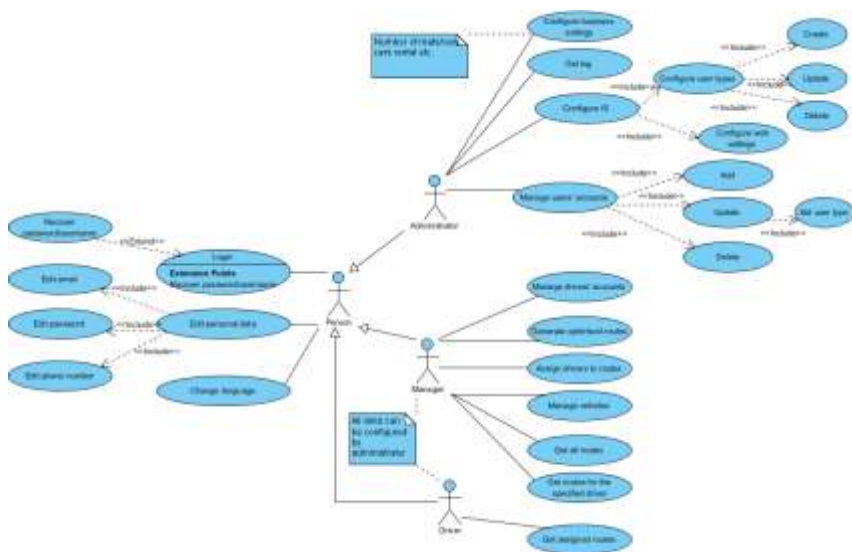 Configure business
settings
Number of materials,
cars rental etc.
Get log
Configure IS
Configure user types
Create
Update
Delete
Configure web
settings
<<Include>>
<<Include>>
<<Include>>
<<Include>>
<<Include>>
Administrator
Manage users' accounts
Add
Update
Set user type
Delete
<<Include>>
<<Include>>
<<Include>>
<<Include>>
Recover
password/username
<<Extend>>
Login
Extension Points
Recover password/username
Person
Edit email
Edit password
Edit phone number
Edit personal data
<<Include>>
<<Include>>
<<Include>>
Change language
Manage drivers' accounts
Generate optimised routes
Assign drivers to routes
Manager
Manage vehicles
Get all routes
Get routes for the
specified driver
All data can
be configured
by
administrator
Driver
Get assigned routes